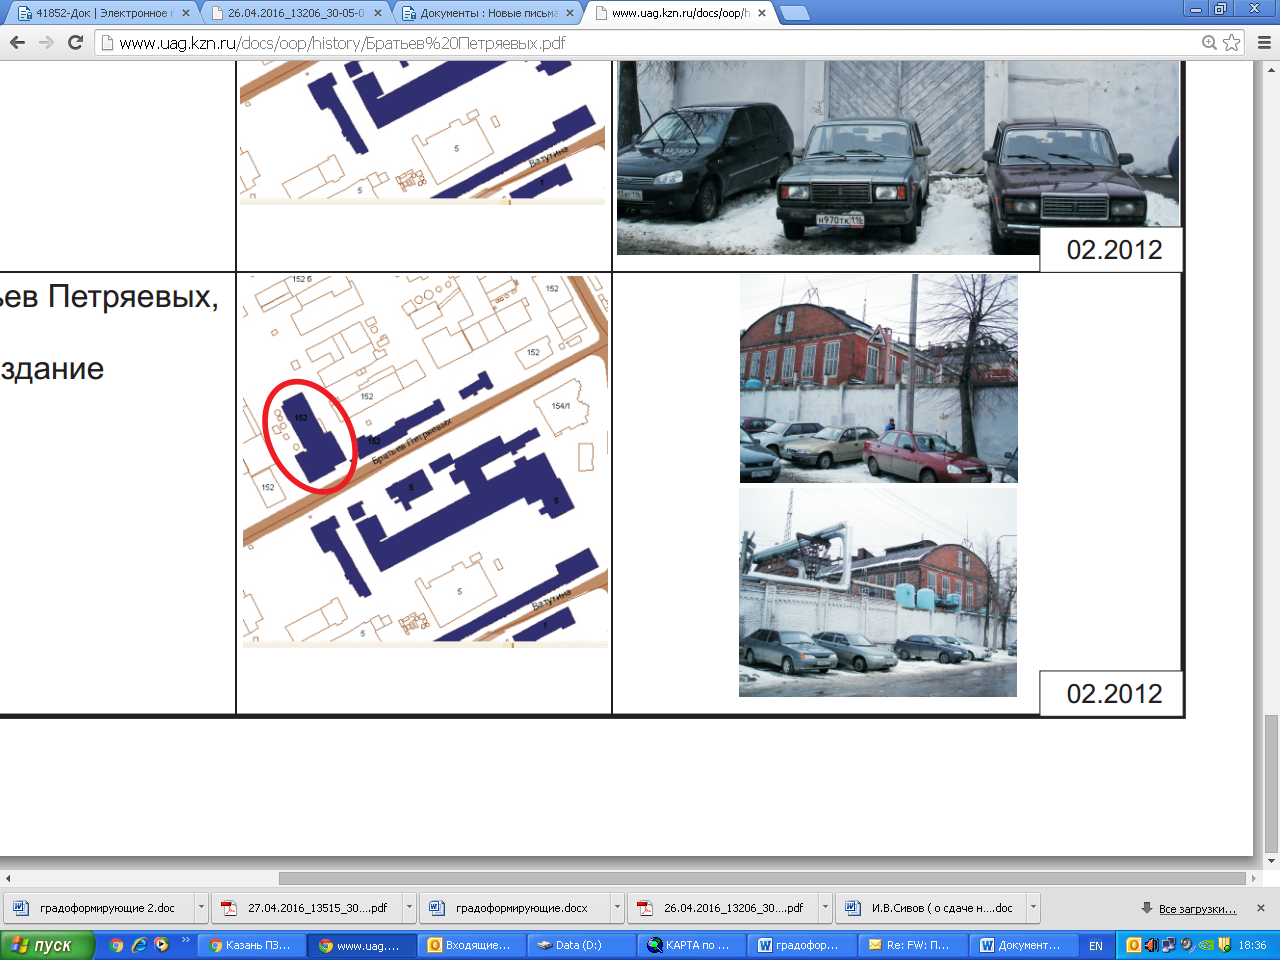 41852-Док | Электронное г
26.04.2016_13206_30-05-0
Документы : Новые письма
www.uag.kzn.ru/docs/oop/h
www.uag.kzn.ru/docs/oop/history/Братьев%20Петряевых.pdf
5
5
Ватутина
Н970ТК 116
02.2012
ьев Петряевых,
здание
152 б
152
152
152
152
154/1
152
Братьев Петряевых
152
5
5
5
Ватутина
5
02.2012
градоформирующие 2.doc
27.04.2016_13515_30....pdf
градоформирующие.docx
26.04.2016_13206_30....pdf
И.В.Сивов ( о сдаче н....doc
Все загрузки...
пуск
Казань ПЗ...
www.uag....
Входящие...
Data (D:)
КАРТА по ...
градофор...
Re: FW: П...
Документ...
EN
18:36